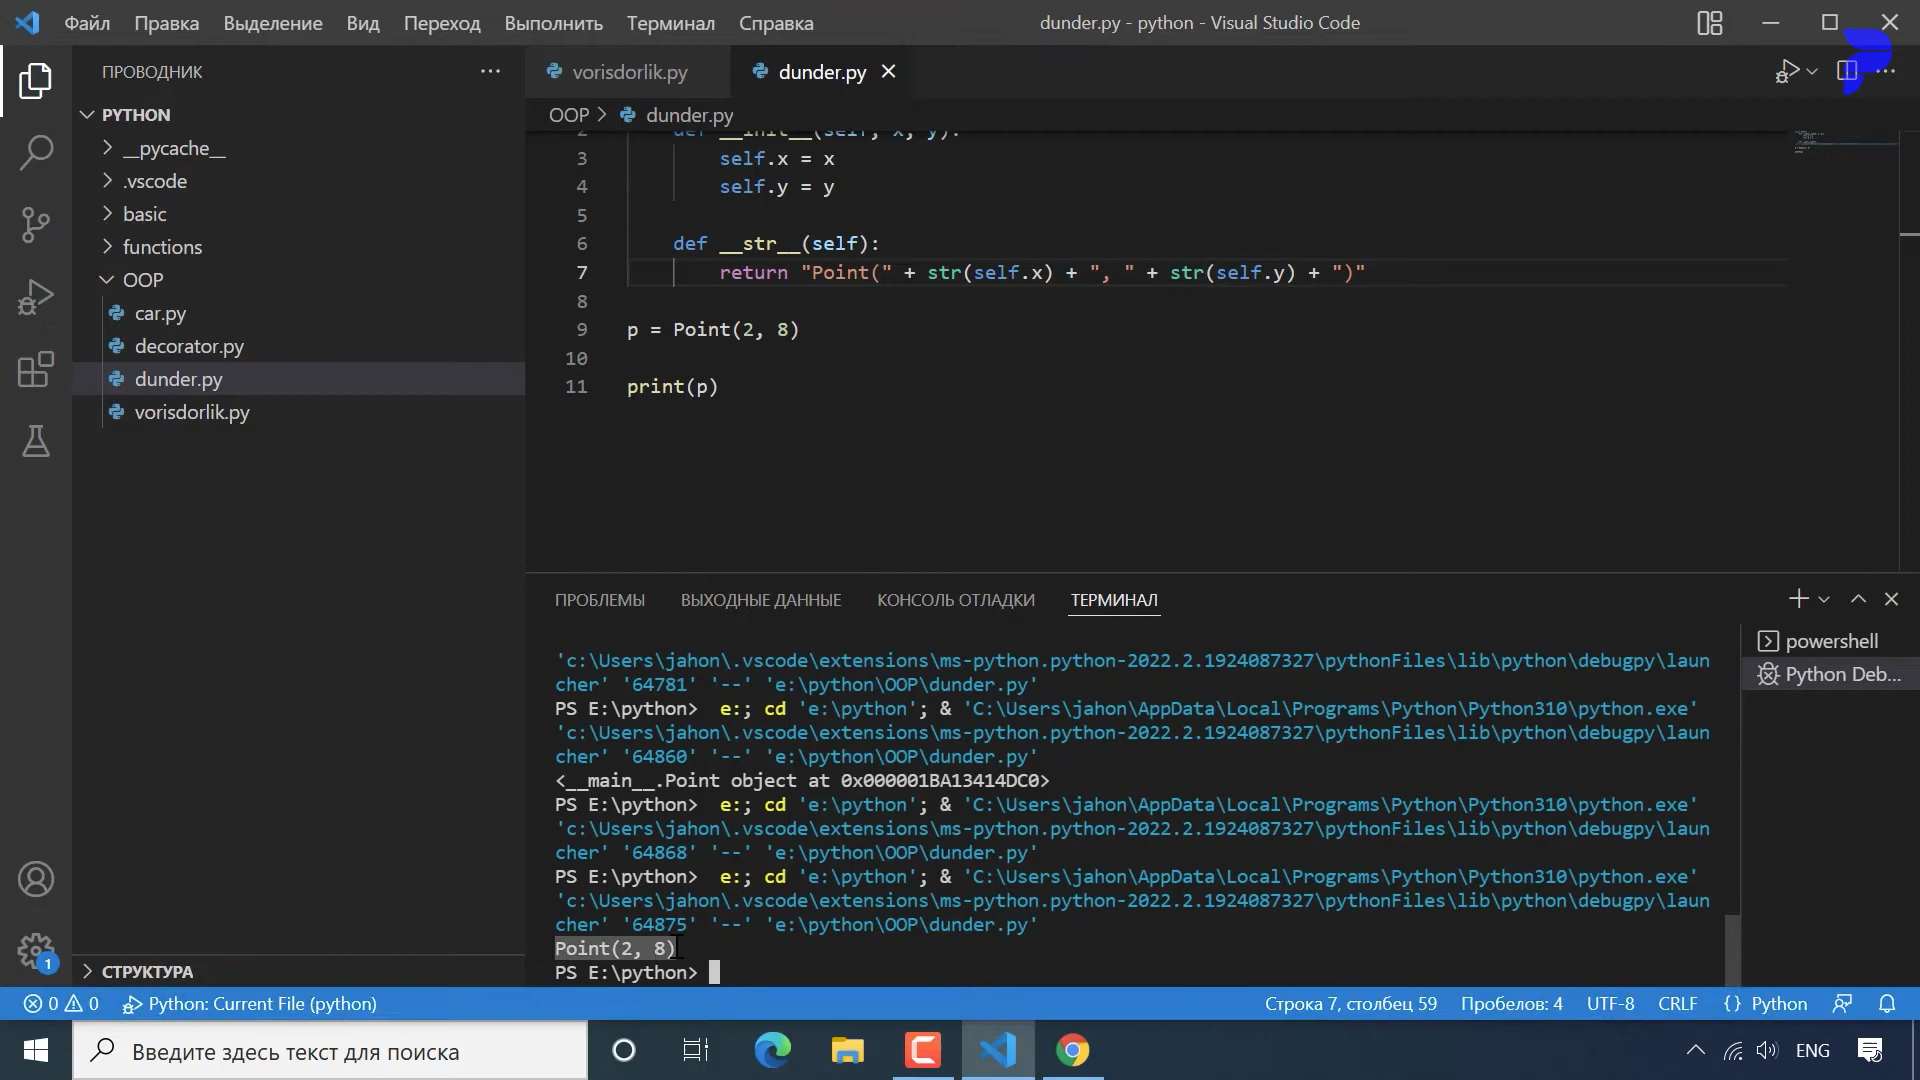 Файл Правка Выделение Вид Переход Выполнить Терминал Справка
dunder.py - python - Visual Studio Code
ПРОВОДНИК
PYTHON
__pycache__
.vscode
basic
functions
OOP
car.py
decorator.py
dunder.py
vorisdorlik.py
СТРУКТУРА
vorisdorlik.py dunder.py
OOP dunder.py
2 def __init__(self, x, y):
3 self.x = x
4 self.y = y
5
6 def __str__(self):
7 return "Point(" + str(self.x) + ", " + str(self.y) + ")"
8
9 p = Point(2, 8)
10
11 print(p)
ПРОБЛЕМЫ ВЫХОДНЫЕ ДАННЫЕ КОНСОЛЬ ОТЛАДКИ ТЕРМИНАЛ
'c:\Users\jahon\.vscode\extensions\ms-python.python-2022.2.1924087327\pythonFiles\lib\python\debugpy\laun
cher' '64781' '--' 'e:\python\OOP\dunder.py'
PS E:\python> e:; cd 'e:\python'; & 'C:\Users\jahon\AppData\Local\Programs\Python\Python310\python.exe'
'c:\Users\jahon\.vscode\extensions\ms-python.python-2022.2.1924087327\pythonFiles\lib\python\debugpy\laun
cher' '64860' '--' 'e:\python\OOP\dunder.py'
<__main__.Point object at 0x000001BA13414DC0>
PS E:\python> e:; cd 'e:\python'; & 'C:\Users\jahon\AppData\Local\Programs\Python\Python310\python.exe'
'c:\Users\jahon\.vscode\extensions\ms-python.python-2022.2.1924087327\pythonFiles\lib\python\debugpy\laun
cher' '64868' '--' 'e:\python\OOP\dunder.py'
PS E:\python> e:; cd 'e:\python'; & 'C:\Users\jahon\AppData\Local\Programs\Python\Python310\python.exe'
'c:\Users\jahon\.vscode\extensions\ms-python.python-2022.2.1924087327\pythonFiles\lib\python\debugpy\laun
cher' '64875' '--' 'e:\python\OOP\dunder.py'
Point(2, 8)
PS E:\python>
powershell
Python Deb...
1
0 0 Python: Current File (python) Строка 7, столбец 59 Пробелов: 4 UTF-8 CRLF {} Python
Введите здесь текст для поиска
ENG